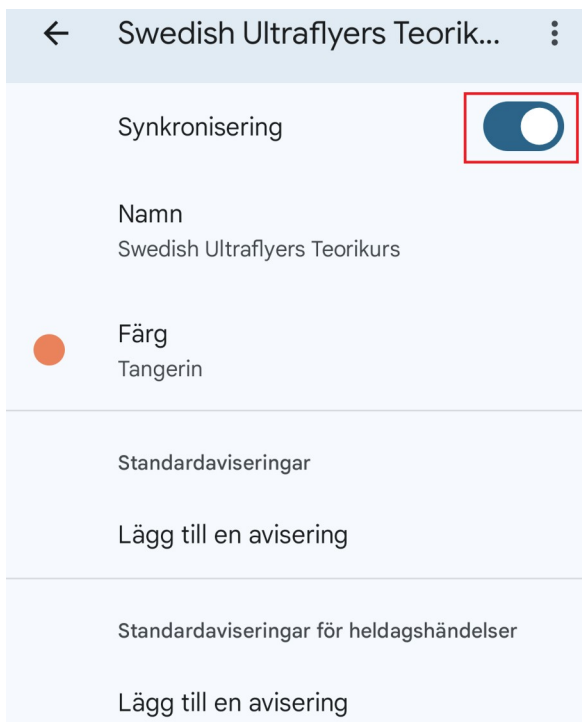 Swedish Ultraflyers Teorik...
Synkronisering
Namn
Swedish Ultraflyers Teorikurs
Färg
Tangerin
Standardaviseringar
Lägg till en avisering
Standardaviseringar för heldagshändelser
Lägg till en avisering